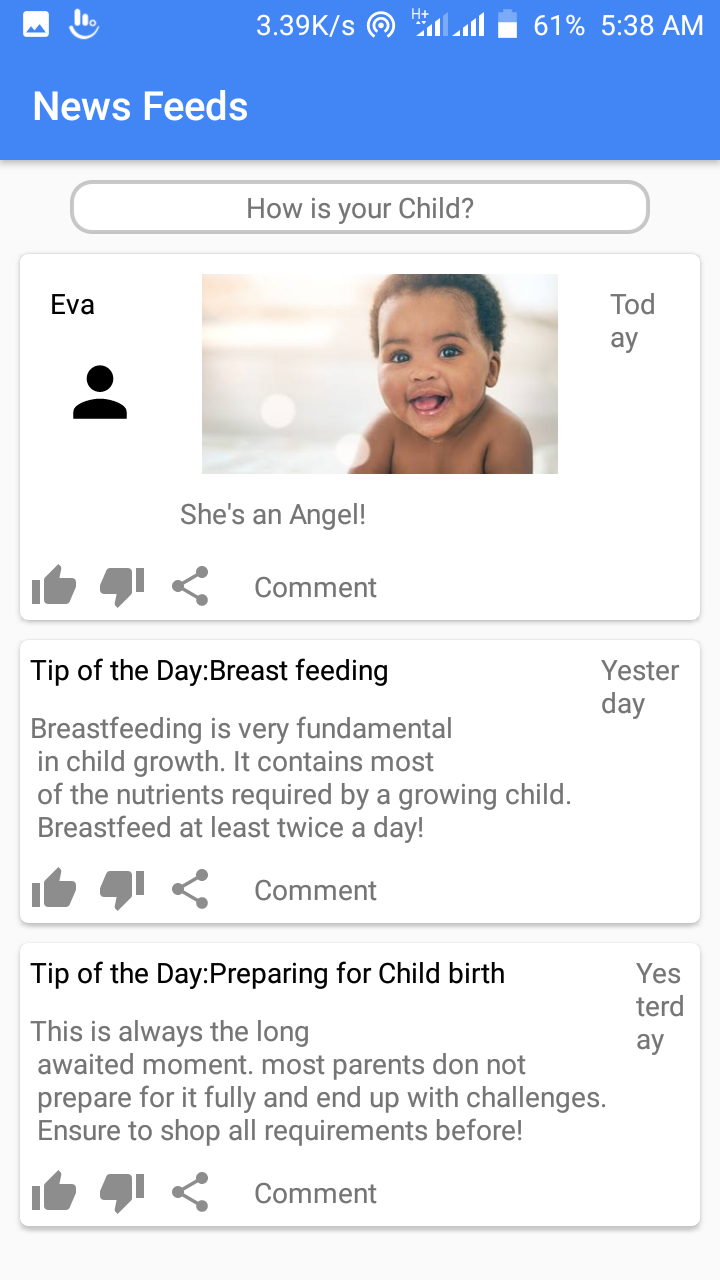 3.39K/s H+ 61% 5:38 AM
News Feeds
How is your Child?
Eva
Tod
ay
She's an Angel!
Comment
Tip of the Day:Breast feeding
Yester
day
Breastfeeding is very fundamental
in child growth. It contains most
of the nutrients required by a growing child.
Breastfeed at least twice a day!
Comment
Tip of the Day:Preparing for Child birth
Yes
terd
ay
This is always the long
awaited moment. most parents don not
prepare for it fully and end up with challenges.
Ensure to shop all requirements before!
Comment